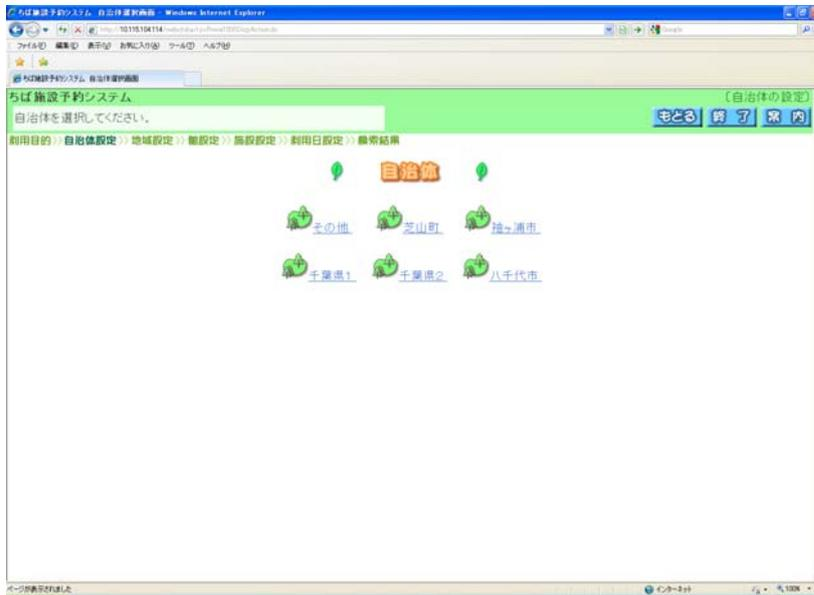 ちば施設予約システム 自治体選択画面 - Windows Internet Explorer
ファイル(F) 編集(E) 表示(V) お気に入り(A) ツール(T) ヘルプ(H)
ちば施設予約システム 自治体選択画面
ちば施設予約システム
〔自治体の設定〕
自治体を選択してください。
もどる 終了 案内
利用目的>>自治体設定>>地域設定>>館設定>>施設設定>>利用日設定>>検索結果
自治体
その他 芝山町 袖ヶ浦市
千葉県1 千葉県2 八千代市
ページが表示されました
インターネット
100%